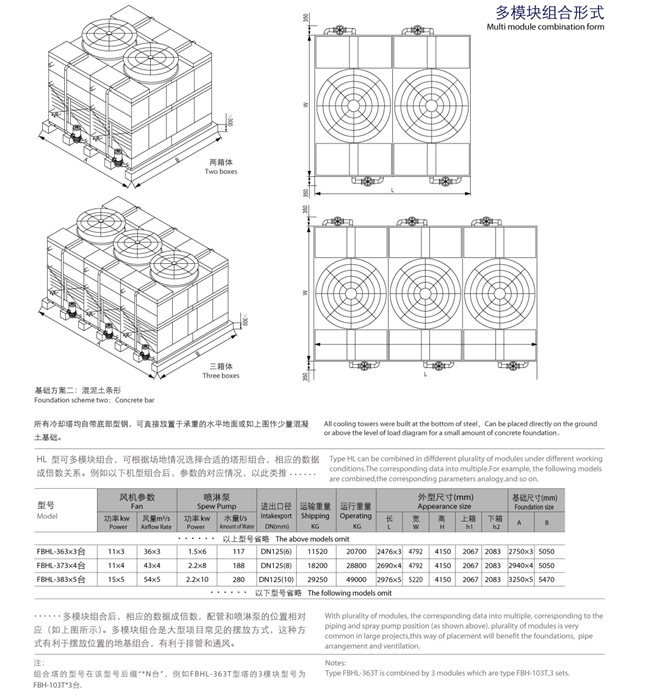 多模块组合形式
Multi module combination form
350
W
350
L
A
B
≥300
两箱体
Two boxes
350
W
350
L
A
B
≥300
三箱体
Three boxes
基础方案二：混泥土条形
Foundation scheme two: Concrete bar
所有冷却塔均自带底部型钢，可直接放置于承重的水平地面或如上图作少量混凝
土基础。
All cooling towers were built at the bottom of steel, Can be placed directly on the ground
or above the level of load diagram for a small amount of concrete foundation.
HL 型可多模块组合，可根据场地情况选择合适的塔形组合，相应的数据
成倍数关系。例如以下机型组合后，参数的对应情况，以此类推······
Type HL can be combined in diffderent plurality of modules under different working
conditions.The corresponding data into multiple.For example, the following models
are combined,the corresponding parameters analogy,and so on.
型号 Model 风机参数 Fan 喷淋泵 Spew Pump 进出口径 Intakexport DN(mm) 运输重量 Shipping KG 运行重量 Operating KG 外型尺寸(mm) Appearance size 基础尺寸(mm) Foundation size
功率kw Power 风量m³/s Airflow Rate 功率kw Power 水量l/s Amount of Water 长 L 宽 W 高 H 上箱 h1 下箱 h2 A B
······ 以上型号省略 The above models omit
FBHL-363×3台 11×3 36×3 1.5×6 117 DN125(6) 11520 20700 2476×3 4792 4150 2067 2083 2750×3 5050
FBHL-373×4台 11×4 43×4 2.2×8 188 DN125(8) 18200 28800 2690×4 4792 4150 2067 2083 2940×4 5050
FBHL-383×5台 15×5 54×5 2.2×10 280 DN125(10) 29250 49000 2976×5 5220 4150 2067 2083 3250×5 5470
······ 以下型号省略 The following models omit
······多模块组合后，相应的数据成倍数，配管和喷淋泵的位置相对
应（如上图所示）。多模块组合是大型项目常见的摆放方式，这种方
式有利于摆放位置的地基组合，有利于排管和通风。
With plurality of modules, the corresponding data into multiple, corresponding to the
piping and spray pump position (as shown above). plurality of modules is very
common in large projects,this way of placement will benefit the foundations, pipe
arrangement and ventilation.
注：
组合塔的型号在该型号后缀“*N台”，例如FBHL-363T型塔的3模块型号为
FBH-103T*3台.
Notes:
Type FBHL-363T is combined by 3 modules which are type FBH-103T,3 sets.